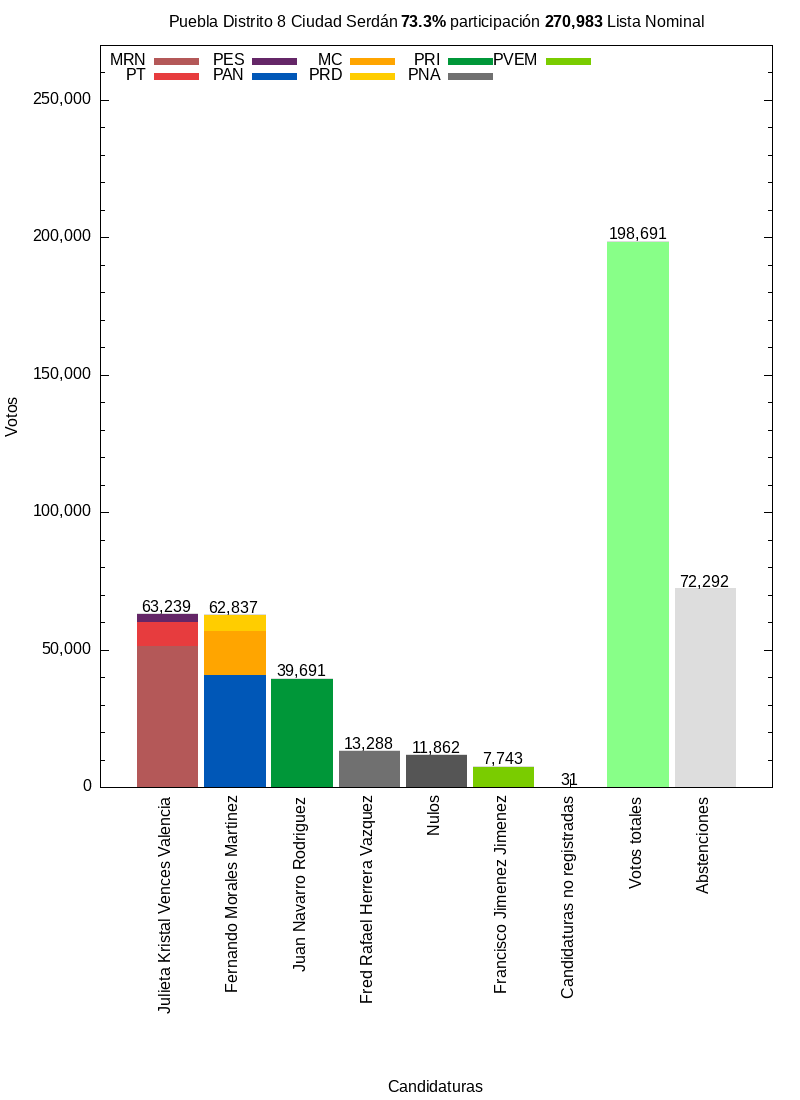 Puebla Distrito 8 Ciudad Serdán 73.3% participación 270,983 Lista Nominal
MRN PES MC PRI PVEM
PT PAN PRD PNA
250,000
200,000
150,000
100,000
50,000
0
Votos
63,239
62,837
39,691
13,288
11,862
7,743
31
198,691
72,292
Julieta Kristal Vences Valencia
Fernando Morales Martinez
Juan Navarro Rodriguez
Fred Rafael Herrera Vazquez
Nulos
Francisco Jimenez Jimenez
Candidaturas no registradas
Votos totales
Abstenciones
Candidaturas